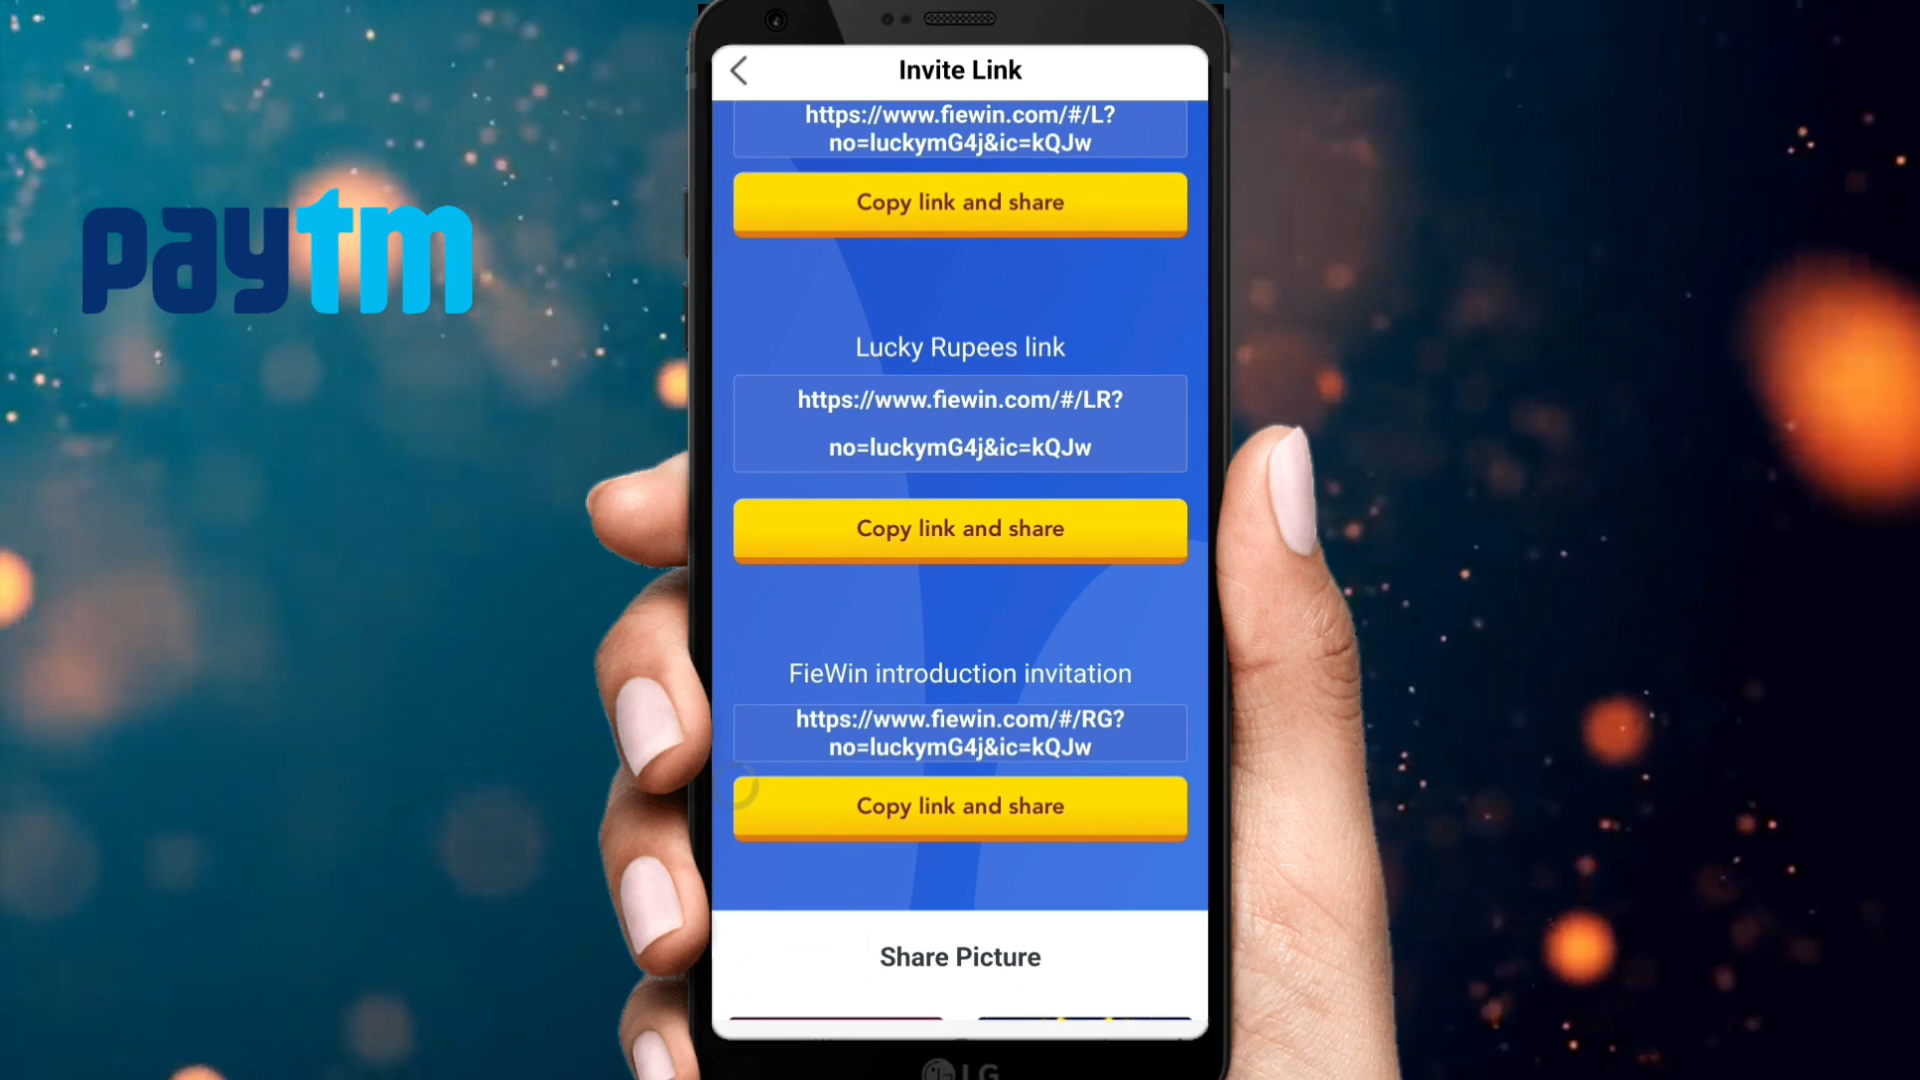 Invite Link
https://www.fiewin.com/#/L?
no=luckymG4j&ic=kQJw
Copy link and share
paytm
Lucky Rupees link
https://www.fiewin.com/#/LR?
no=luckymG4j&ic=kQJw
Copy link and share
FieWin introduction invitation
https://www.fiewin.com/#/RG?
no=luckymG4j&ic=kQJw
Copy link and share
Share Picture
LG